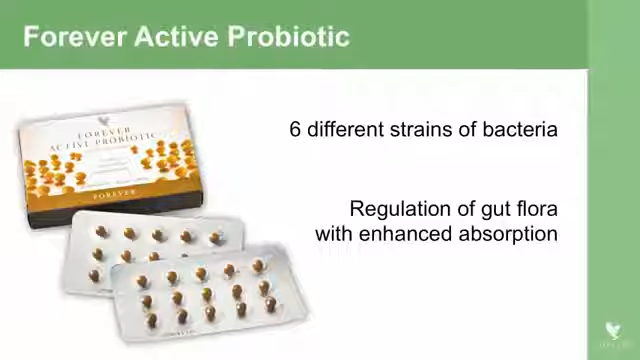 Forever Active Probiotic
6 different strains of bacteria
FOREVER
ACTIVE PROBIOTIC
FOREVER
Regulation of gut flora
with enhanced absorption